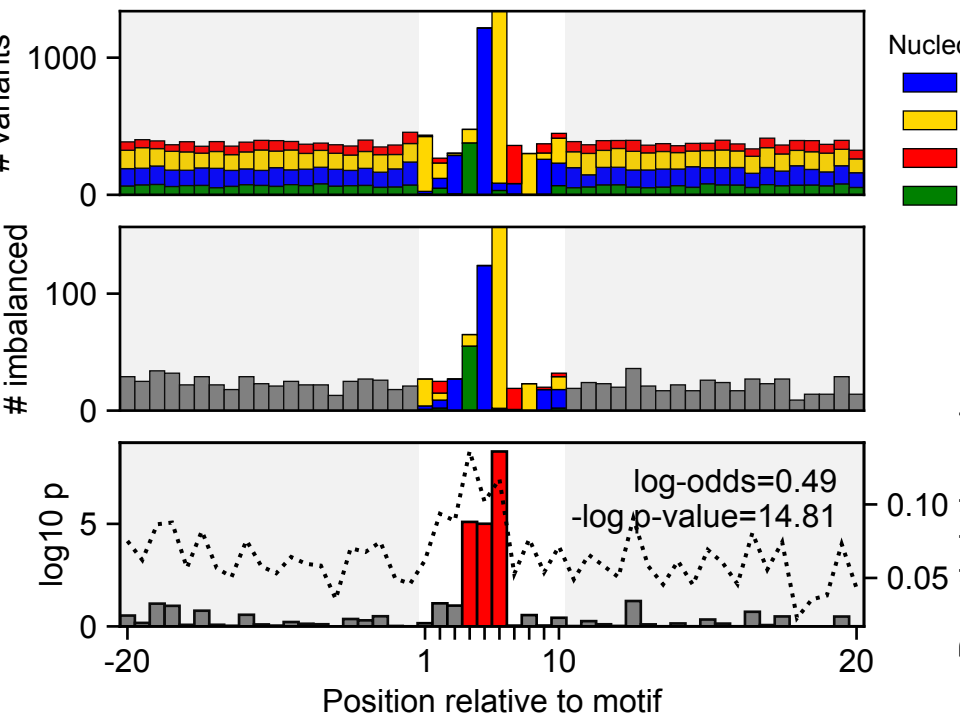 # variants
1000
0
Nucleo
# imbalanced
100
0
log10 p
5
0
log-odds=0.49
-log p-value=14.81
0.10
0.05
-20
1
10
20
Position relative to motif